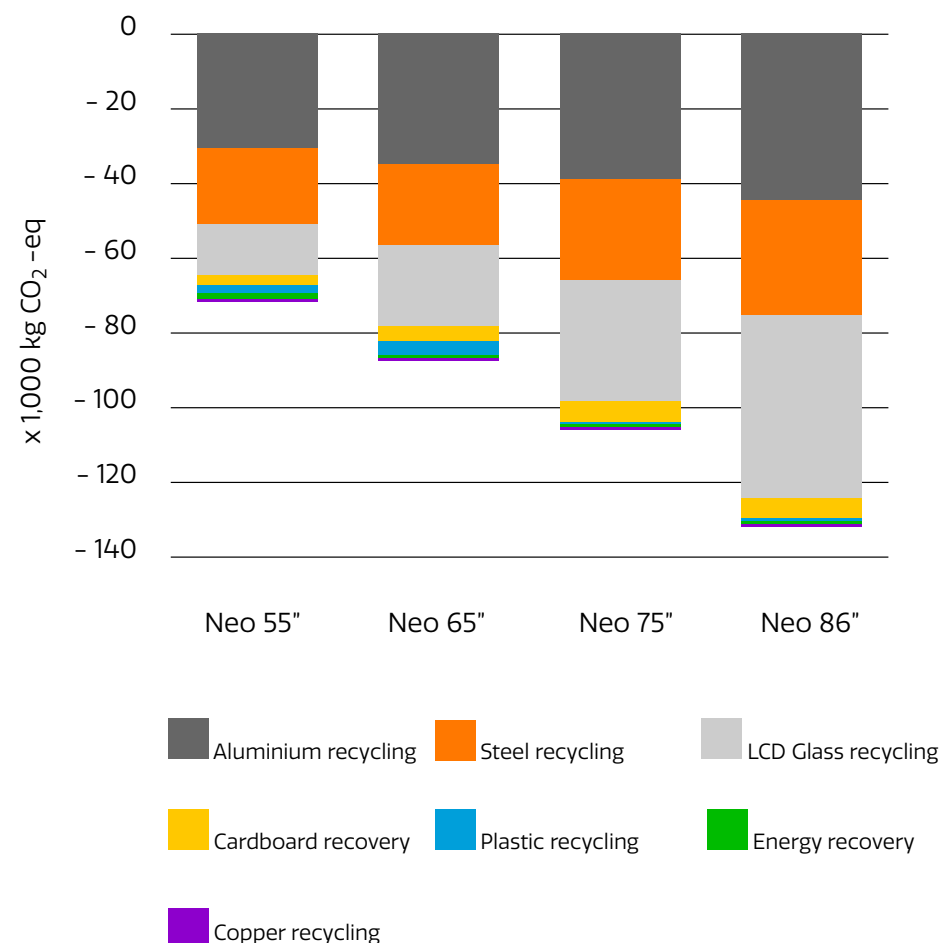 0
- 20
- 40
- 60
- 80
- 100
- 120
- 140
x 1,000 kg CO₂ -eq
Neo 55" Neo 65" Neo 75" Neo 86"
Aluminium recycling Steel recycling LCD Glass recycling
Cardboard recovery Plastic recycling Energy recovery
Copper recycling